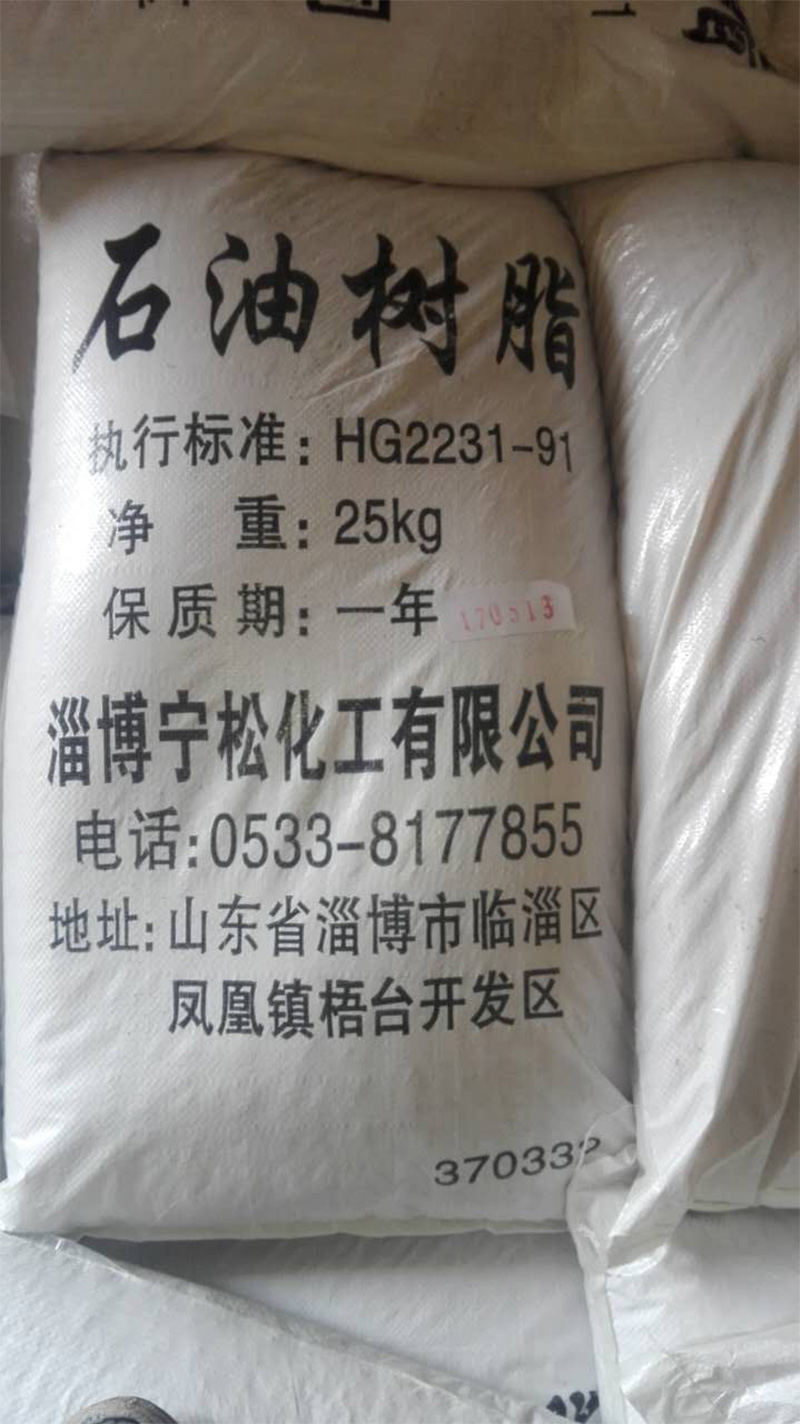 石油树脂
执行标准：HG2231-91
净 重：25kg
保质期：一年 170513
淄博宁松化工有限公司
电话：0533-8177855
地址：山东省淄博市临淄区
凤凰镇梧台开发区